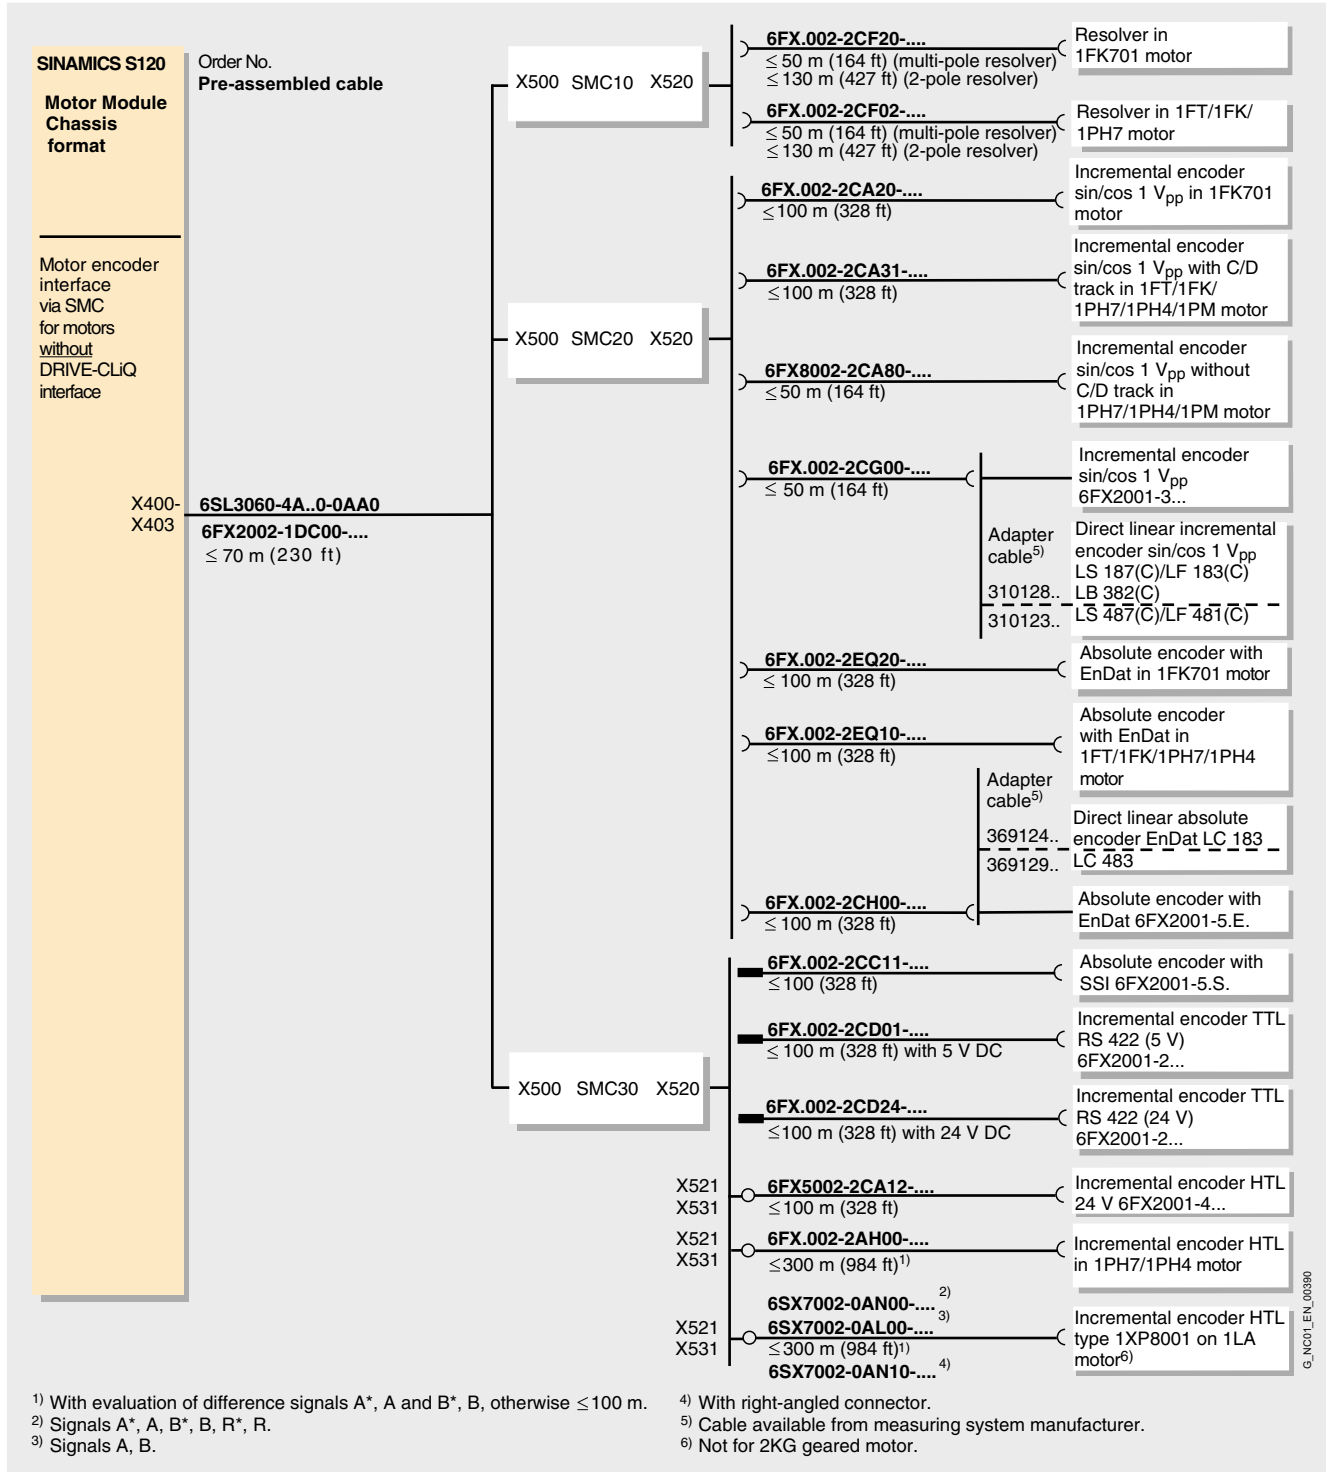 SINAMICS S120
Motor Module
Chassis
format
Motor encoder
interface
via SMC
for motors
without
DRIVE-CLiQ
interface
X400-
X403
Order No.
Pre-assembled cable
6SL3060-4A..0-0AA0
6FX2002-1DC00-....
≤ 70 m (230 ft)
X500 SMC10 X520
6FX.002-2CF20-....
≤ 50 m (164 ft) (multi-pole resolver)
≤ 130 m (427 ft) (2-pole resolver)
Resolver in
1FK701 motor
6FX.002-2CF02-....
≤ 50 m (164 ft) (multi-pole resolver)
≤ 130 m (427 ft) (2-pole resolver)
Resolver in 1FT/1FK/
1PH7 motor
X500 SMC20 X520
6FX.002-2CA20-....
≤ 100 m (328 ft)
Incremental encoder
sin/cos 1 Vpp in 1FK701
motor
6FX.002-2CA31-....
≤ 100 m (328 ft)
Incremental encoder
sin/cos 1 Vpp with C/D
track in 1FT/1FK/
1PH7/1PH4/1PM motor
6FX8002-2CA80-....
≤ 50 m (164 ft)
Incremental encoder
sin/cos 1 Vpp without
C/D track in
1PH7/1PH4/1PM motor
6FX.002-2CG00-....
≤ 50 m (164 ft)
Incremental encoder
sin/cos 1 Vpp
6FX2001-3...
Adapter
cable5)
310128..
310123..
Direct linear incremental
encoder sin/cos 1 Vpp
LS 187(C)/LF 183(C)
LB 382(C)
LS 487(C)/LF 481(C)
6FX.002-2EQ20-....
≤ 100 m (328 ft)
Absolute encoder with
EnDat in 1FK701 motor
6FX.002-2EQ10-....
≤ 100 m (328 ft)
Absolute encoder
with EnDat in
1FT/1FK/1PH7/1PH4
motor
Adapter
cable5)
369124..
369129..
Direct linear absolute
encoder EnDat LC 183
LC 483
6FX.002-2CH00-....
≤ 100 m (328 ft)
Absolute encoder with
EnDat 6FX2001-5.E.
X500 SMC30 X520
6FX.002-2CC11-....
≤ 100 (328 ft)
Absolute encoder with
SSI 6FX2001-5.S.
6FX.002-2CD01-....
≤ 100 m (328 ft) with 5 V DC
Incremental encoder TTL
RS 422 (5 V)
6FX2001-2...
6FX.002-2CD24-....
≤ 100 m (328 ft) with 24 V DC
Incremental encoder TTL
RS 422 (24 V)
6FX2001-2...
X521
X531
6FX5002-2CA12-....
≤ 100 m (328 ft)
Incremental encoder HTL
24 V 6FX2001-4...
X521
X531
6FX.002-2AH00-....
≤ 300 m (984 ft)1)
Incremental encoder HTL
in 1PH7/1PH4 motor
X521
X531
6SX7002-0AN00-.... 2)
6SX7002-0AL00-.... 3)
≤ 300 m (984 ft)1)
6SX7002-0AN10-.... 4)
Incremental encoder HTL
type 1XP8001 on 1LA
motor6)
G_NC01_EN_00390
1) With evaluation of difference signals A*, A and B*, B, otherwise ≤ 100 m.
2) Signals A*, A, B*, B, R*, R.
3) Signals A, B.
4) With right-angled connector.
5) Cable available from measuring system manufacturer.
6) Not for 2KG geared motor.